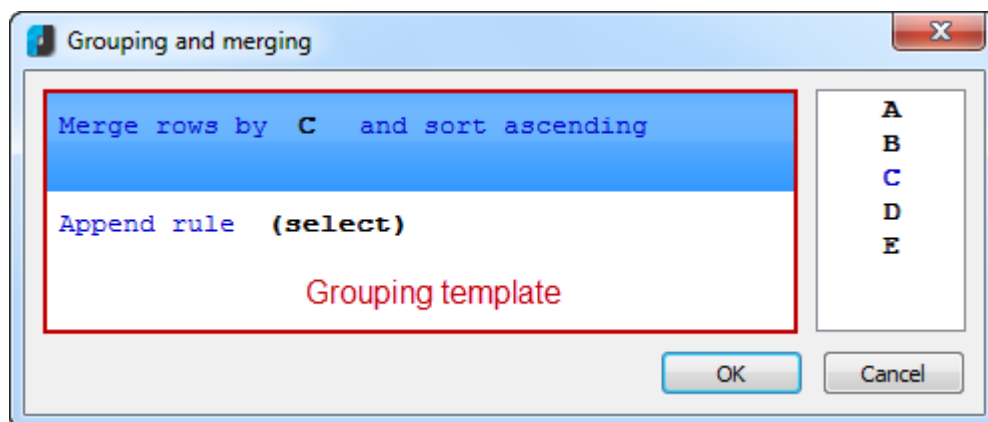 Grouping and merging
Merge rows by C and sort ascending
Append rule (select)
Grouping template
A
B
C
D
E
OK
Cancel